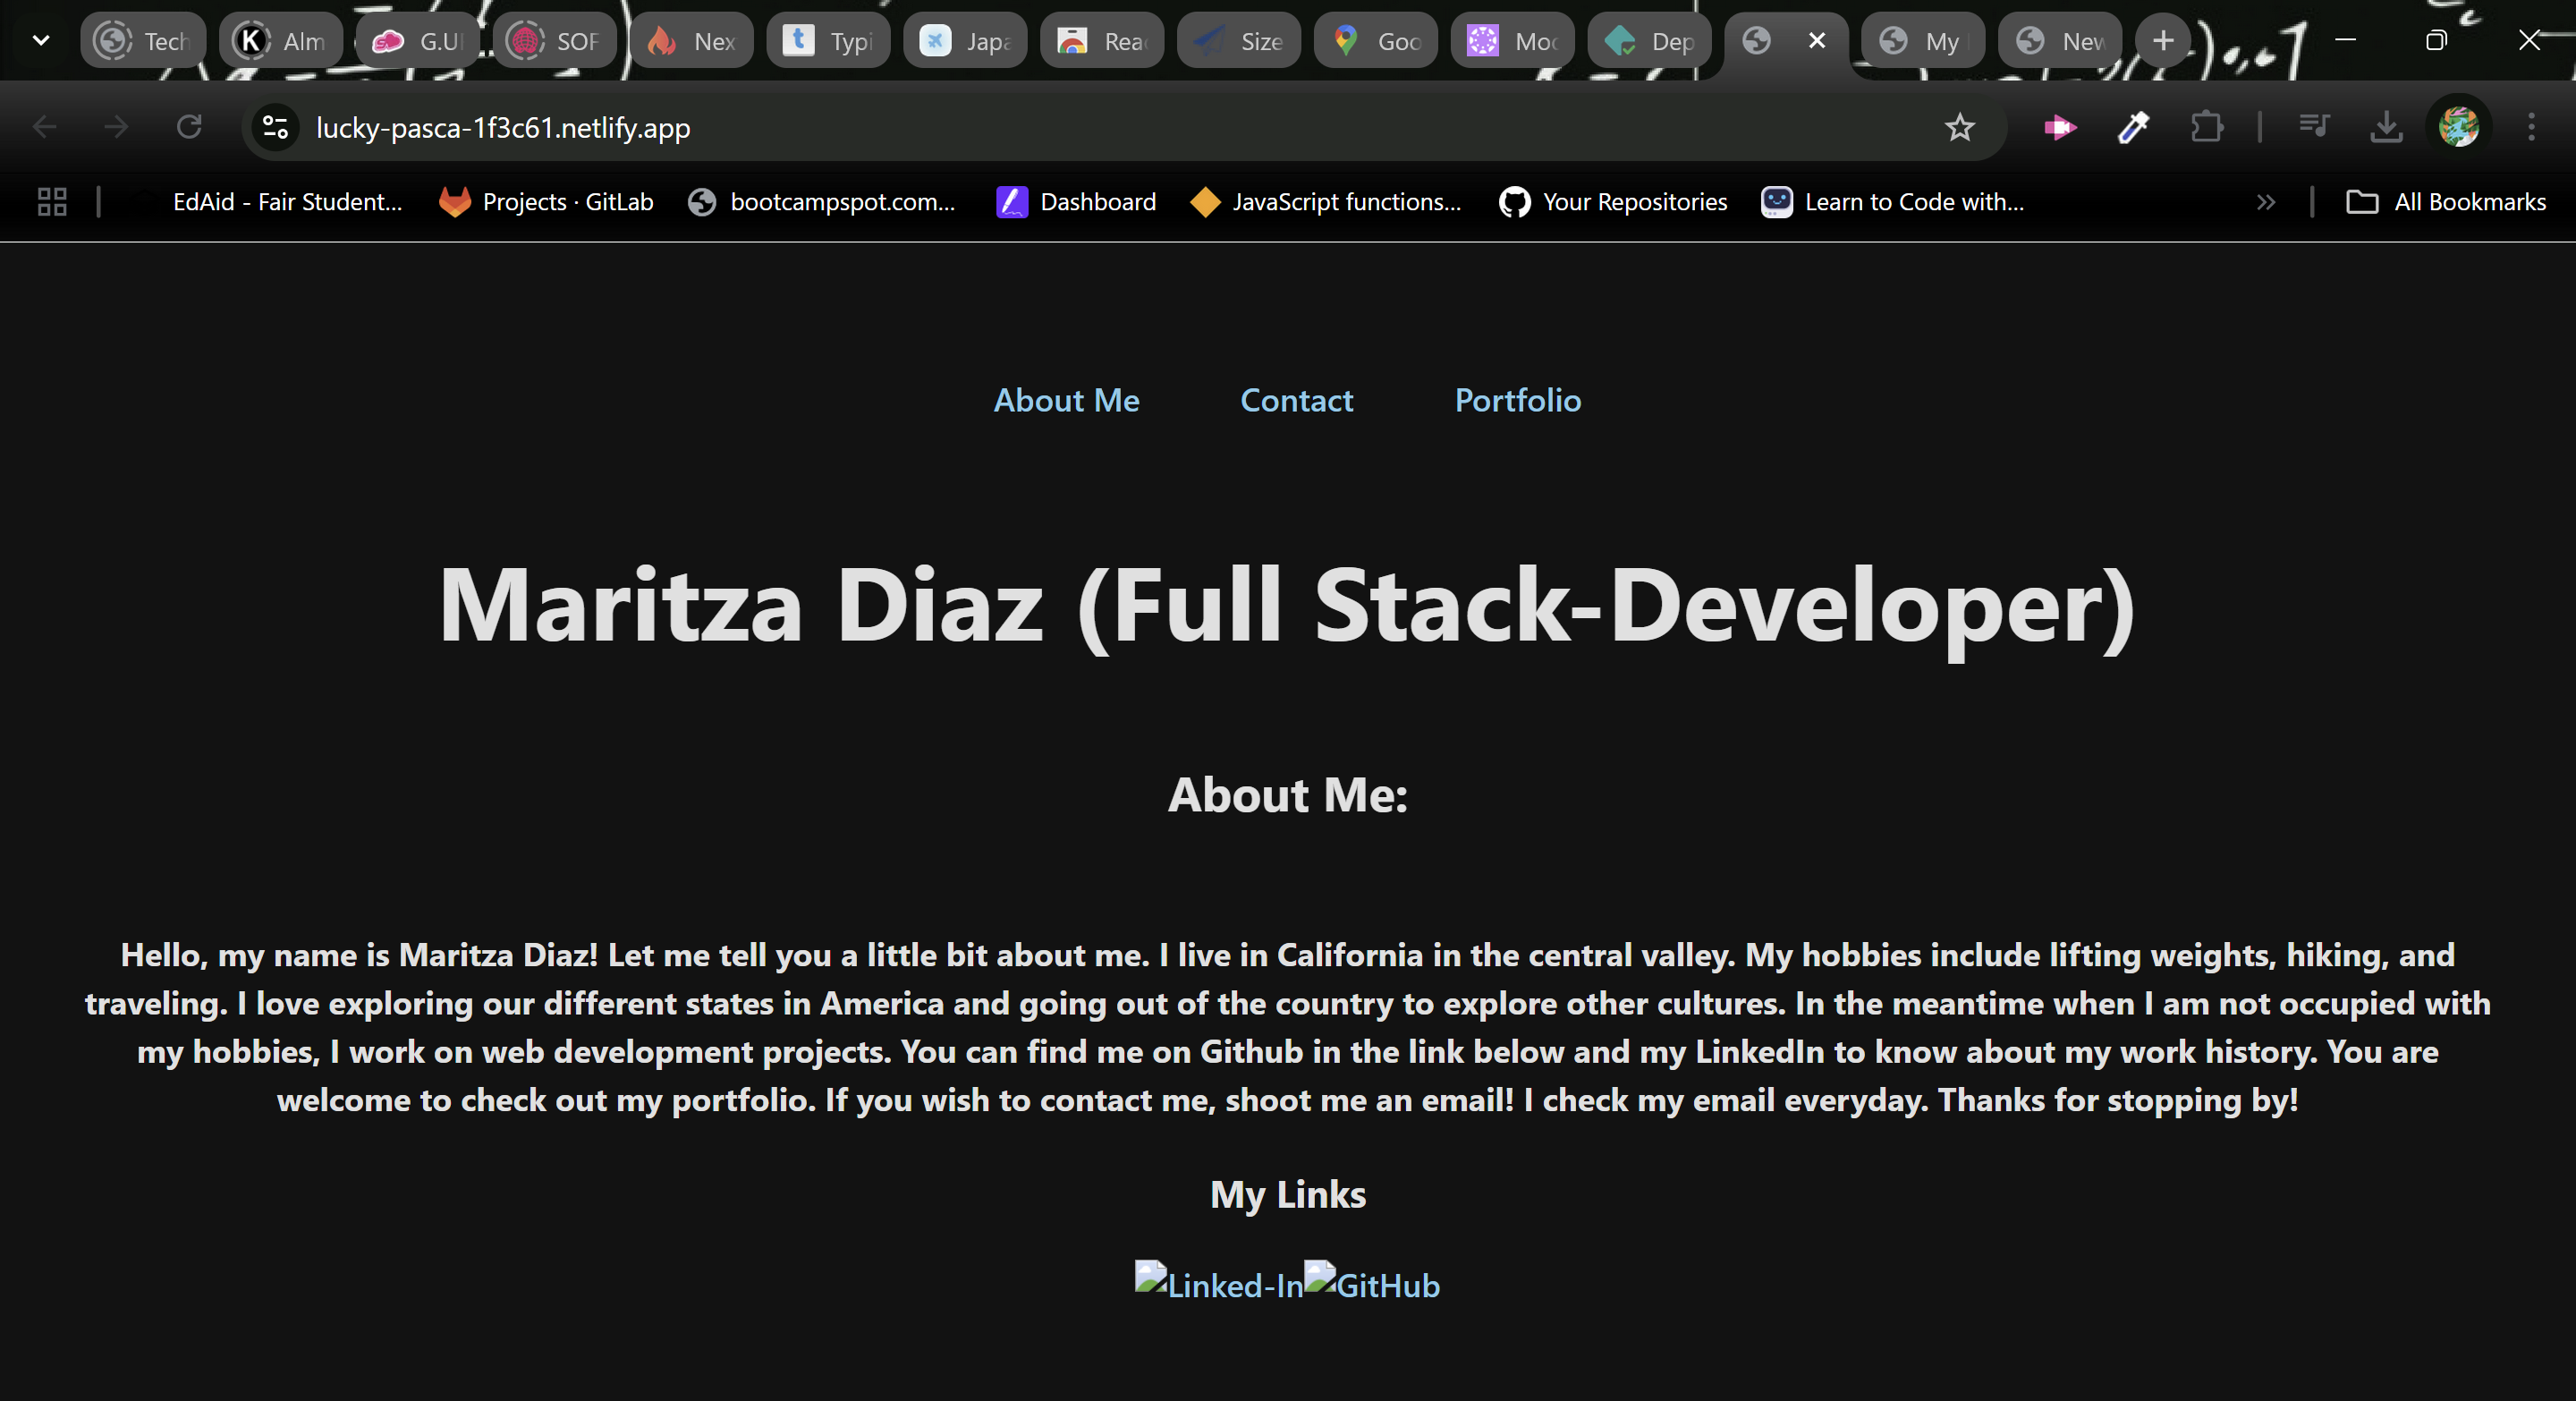 Tech Alm G.UI SOF Nex Typi Japa Rea Size Goo Moc Dep My New
lucky-pasca-1f3c61.netlify.app
EdAid - Fair Student... Projects · GitLab bootcampspot.com... Dashboard JavaScript functions... Your Repositories Learn to Code with... All Bookmarks
About Me Contact Portfolio
Maritza Diaz (Full Stack-Developer)
About Me:
Hello, my name is Maritza Diaz! Let me tell you a little bit about me. I live in California in the central valley. My hobbies include lifting weights, hiking, and
traveling. I love exploring our different states in America and going out of the country to explore other cultures. In the meantime when I am not occupied with
my hobbies, I work on web development projects. You can find me on Github in the link below and my LinkedIn to know about my work history. You are
welcome to check out my portfolio. If you wish to contact me, shoot me an email! I check my email everyday. Thanks for stopping by!
My Links
Linked-In GitHub